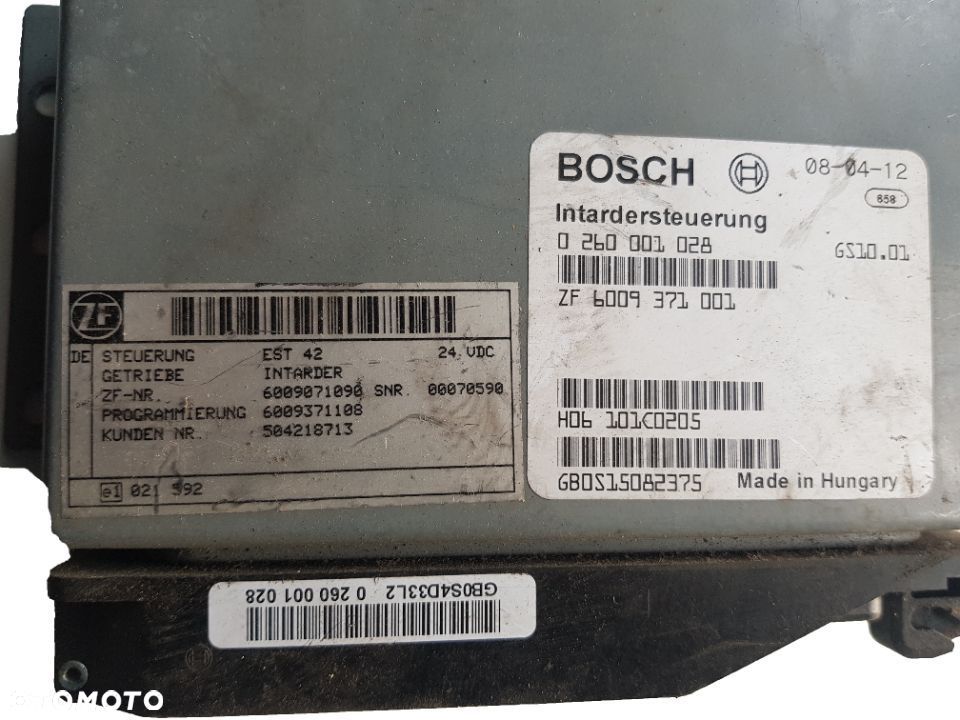 BOSCH
08-04-12
658
Intardersteuerung
0 260 001 028
GS10.01
ZF 6009 371 001
H06 101C0205
GB0S15082375
Made in Hungary
ZF
DE STEUERUNG EST 42 24 VDC
GETRIEBE INTARDER
ZF-NR. 6009071090 SNR. 00070590
PROGRAMMIERUNG 6009371108
KUNDEN NR. 504218713
e1 021 592
GB0S4D33L2 0 260 001 028
OTOMOTO